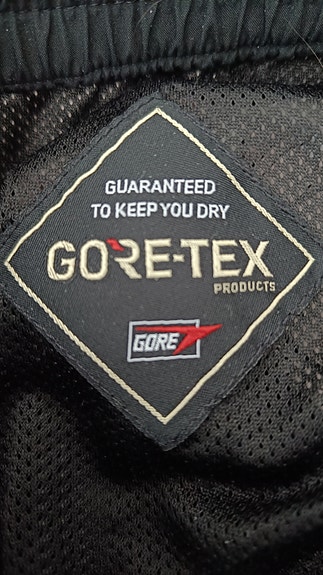 GUARANTEED
TO KEEP YOU DRY
GORE-TEX
PRODUCTS
GORE